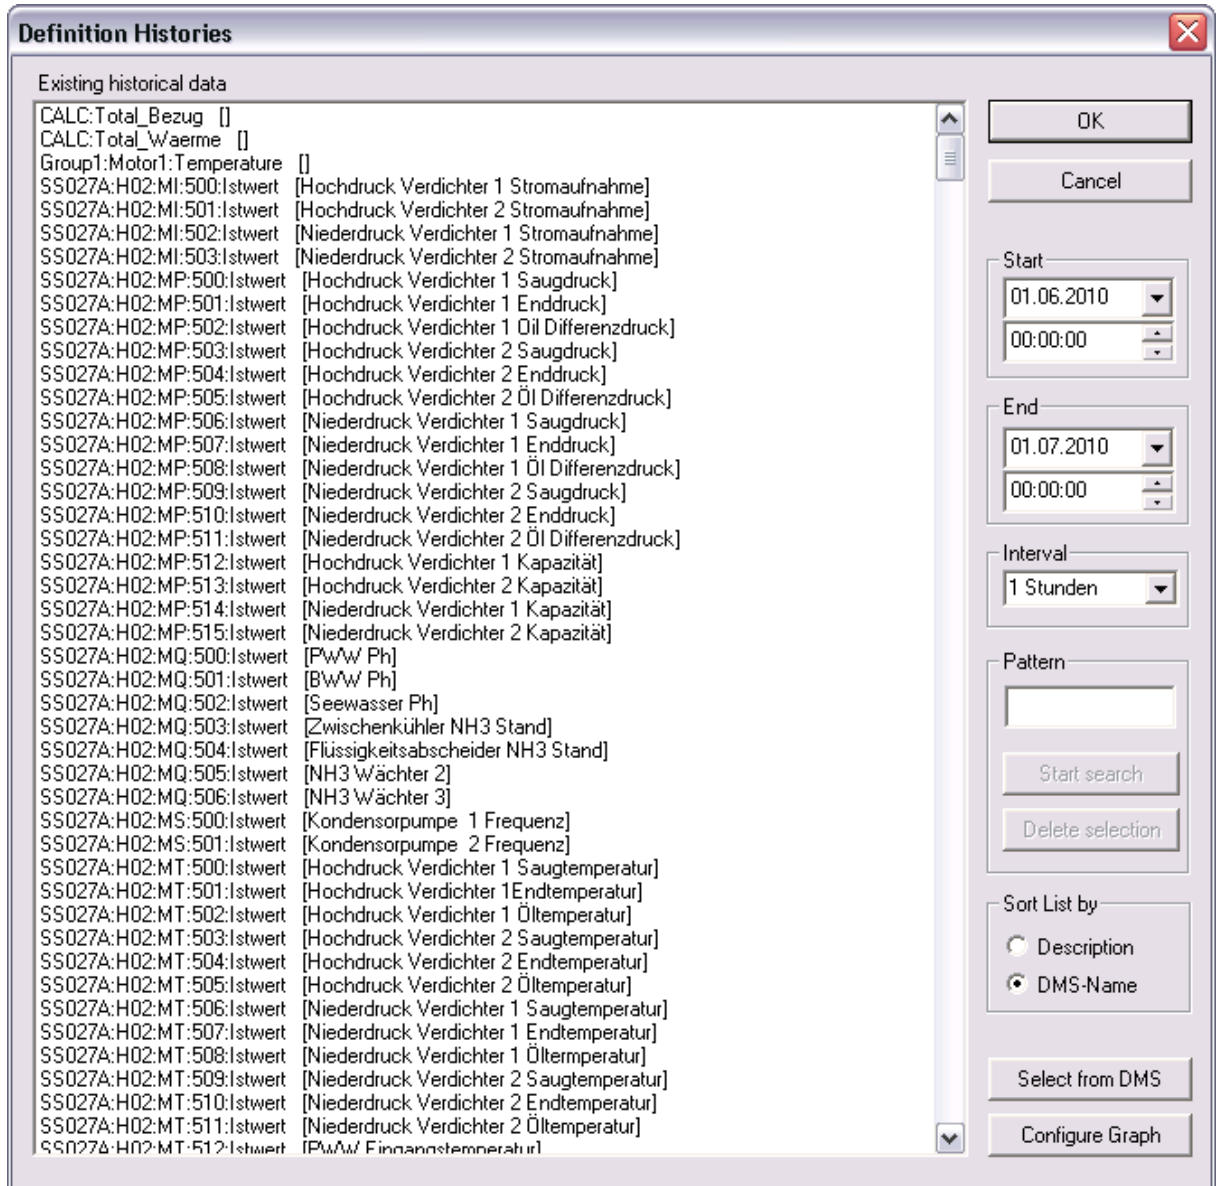 Definition Histories
Existing historical data
CALC:Total_Bezug []
CALC:Total_Waerme []
Group1:Motor1:Temperature []
SS027A:H02:MI:500:Istwert [Hochdruck Verdichter 1 Stromaufnahme]
SS027A:H02:MI:501:Istwert [Hochdruck Verdichter 2 Stromaufnahme]
SS027A:H02:MI:502:Istwert [Niederdruck Verdichter 1 Stromaufnahme]
SS027A:H02:MI:503:Istwert [Niederdruck Verdichter 2 Stromaufnahme]
SS027A:H02:MP:500:Istwert [Hochdruck Verdichter 1 Saugdruck]
SS027A:H02:MP:501:Istwert [Hochdruck Verdichter 1 Enddruck]
SS027A:H02:MP:502:Istwert [Hochdruck Verdichter 1 Oil Differenzdruck]
SS027A:H02:MP:503:Istwert [Hochdruck Verdichter 2 Saugdruck]
SS027A:H02:MP:504:Istwert [Hochdruck Verdichter 2 Enddruck]
SS027A:H02:MP:505:Istwert [Hochdruck Verdichter 2 Öl Differenzdruck]
SS027A:H02:MP:506:Istwert [Niederdruck Verdichter 1 Saugdruck]
SS027A:H02:MP:507:Istwert [Niederdruck Verdichter 1 Enddruck]
SS027A:H02:MP:508:Istwert [Niederdruck Verdichter 1 Öl Differenzdruck]
SS027A:H02:MP:509:Istwert [Niederdruck Verdichter 2 Saugdruck]
SS027A:H02:MP:510:Istwert [Niederdruck Verdichter 2 Enddruck]
SS027A:H02:MP:511:Istwert [Niederdruck Verdichter 2 Öl Differenzdruck]
SS027A:H02:MP:512:Istwert [Hochdruck Verdichter 1 Kapazität]
SS027A:H02:MP:513:Istwert [Hochdruck Verdichter 2 Kapazität]
SS027A:H02:MP:514:Istwert [Niederdruck Verdichter 1 Kapazität]
SS027A:H02:MP:515:Istwert [Niederdruck Verdichter 2 Kapazität]
SS027A:H02:MQ:500:Istwert [PWW Ph]
SS027A:H02:MQ:501:Istwert [BWW Ph]
SS027A:H02:MQ:502:Istwert [Seewasser Ph]
SS027A:H02:MQ:503:Istwert [Zwischenkühler NH3 Stand]
SS027A:H02:MQ:504:Istwert [Flüssigkeitsabscheider NH3 Stand]
SS027A:H02:MQ:505:Istwert [NH3 Wächter 2]
SS027A:H02:MQ:506:Istwert [NH3 Wächter 3]
SS027A:H02:MS:500:Istwert [Kondensorpumpe 1 Frequenz]
SS027A:H02:MS:501:Istwert [Kondensorpumpe 2 Frequenz]
SS027A:H02:MT:500:Istwert [Hochdruck Verdichter 1 Saugtemperatur]
SS027A:H02:MT:501:Istwert [Hochdruck Verdichter 1Endtemperatur]
SS027A:H02:MT:502:Istwert [Hochdruck Verdichter 1 Öltemperatur]
SS027A:H02:MT:503:Istwert [Hochdruck Verdichter 2 Saugtemperatur]
SS027A:H02:MT:504:Istwert [Hochdruck Verdichter 2 Endtemperatur]
SS027A:H02:MT:505:Istwert [Hochdruck Verdichter 2 Öltemperatur]
SS027A:H02:MT:506:Istwert [Niederdruck Verdichter 1 Saugtemperatur]
SS027A:H02:MT:507:Istwert [Niederdruck Verdichter 1 Endtemperatur]
SS027A:H02:MT:508:Istwert [Niederdruck Verdichter 1 Öltermperatur]
SS027A:H02:MT:509:Istwert [Niederdruck Verdichter 2 Saugtemperatur]
SS027A:H02:MT:510:Istwert [Niederdruck Verdichter 2 Endtemperatur]
SS027A:H02:MT:511:Istwert [Niederdruck Verdichter 2 Öltemperatur]
SS027A:H02:MT:512:Istwert [PWW Eingangstemperatur]
OK
Cancel
Start
01.06.2010
00:00:00
End
01.07.2010
00:00:00
Interval
1 Stunden
Pattern
Start search
Delete selection
Sort List by
Description
DMS-Name
Select from DMS
Configure Graph